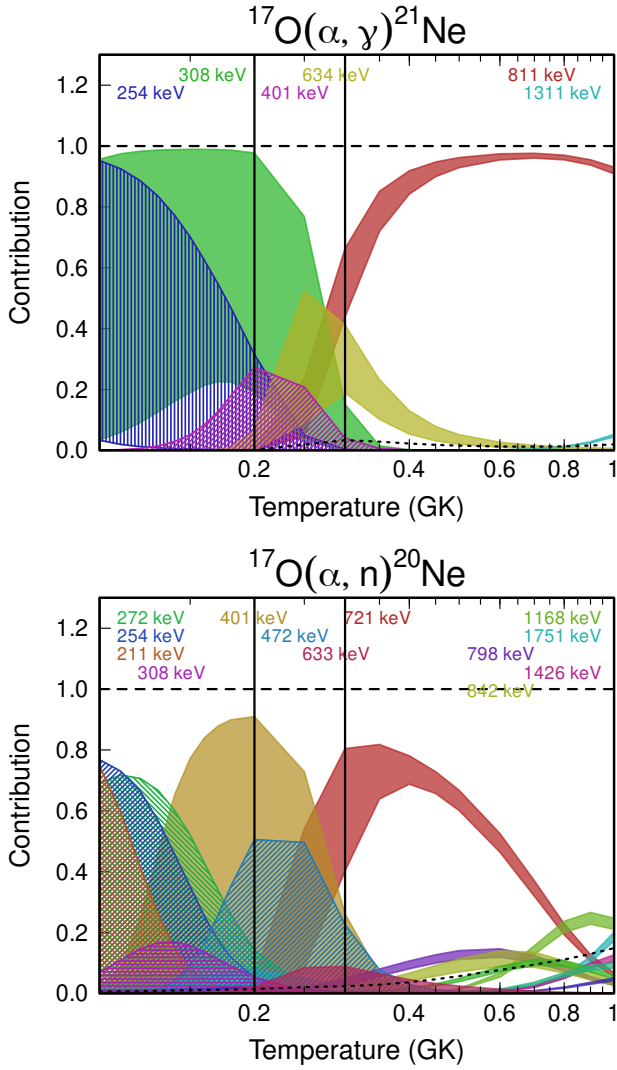 ¹⁷O(α, γ)²¹Ne
308 keV 634 keV 811 keV
254 keV 401 keV 1311 keV
1.2
1.0
0.8
0.6
0.4
0.2
0.0
Contribution
0.2 0.4 0.6 0.8 1
Temperature (GK)
¹⁷O(α, n)²⁰Ne
272 keV 401 keV 721 keV 1168 keV
254 keV 472 keV 1751 keV
211 keV 633 keV 798 keV
308 keV 1426 keV
842 keV
1.2
1.0
0.8
0.6
0.4
0.2
0.0
Contribution
0.2 0.4 0.6 0.8 1
Temperature (GK)